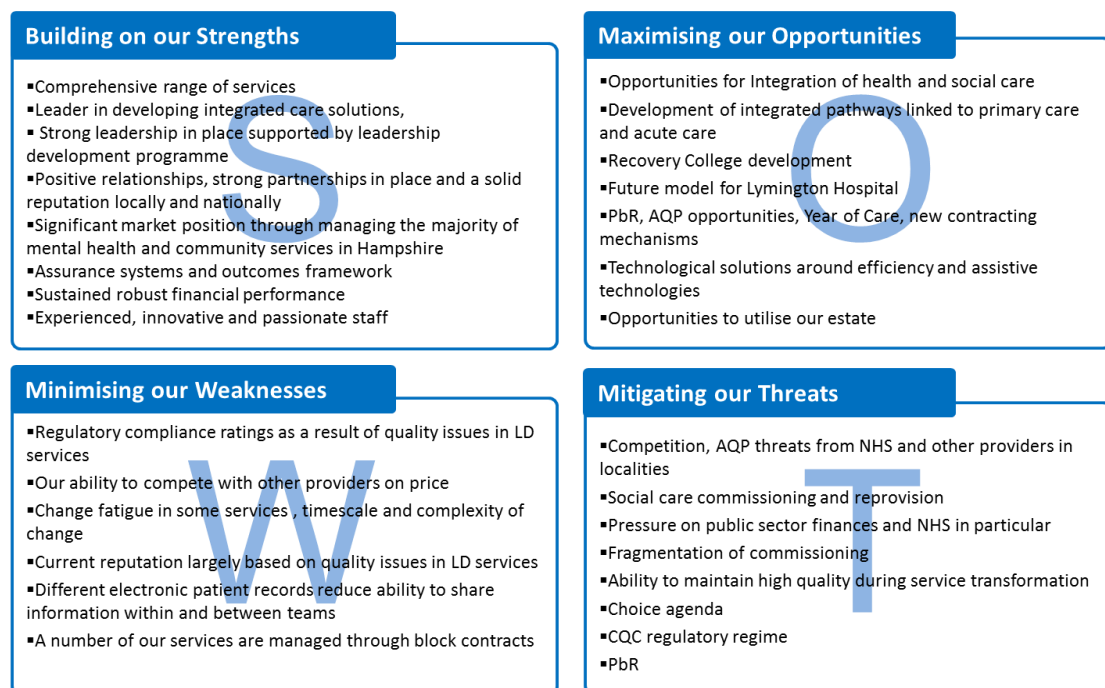 Building on our Strengths
▪Comprehensive range of services
▪Leader in developing integrated care solutions,
▪ Strong leadership in place supported by leadership
development programme
▪Positive relationships, strong partnerships in place and a solid
reputation locally and nationally
▪Significant market position through managing the majority of
mental health and community services in Hampshire
▪Assurance systems and outcomes framework
▪Sustained robust financial performance
▪Experienced, innovative and passionate staff
S
Maximising our Opportunities
▪Opportunities for Integration of health and social care
▪Development of integrated pathways linked to primary care
and acute care
▪Recovery College development
▪Future model for Lymington Hospital
▪PbR, AQP opportunities, Year of Care, new contracting
mechanisms
▪Technological solutions around efficiency and assistive
technologies
▪Opportunities to utilise our estate
O
Minimising our Weaknesses
▪Regulatory compliance ratings as a result of quality issues in LD
services
▪Our ability to compete with other providers on price
▪Change fatigue in some services , timescale and complexity of
change
▪Current reputation largely based on quality issues in LD services
▪Different electronic patient records reduce ability to share
information within and between teams
▪A number of our services are managed through block contracts
W
Mitigating our Threats
▪Competition, AQP threats from NHS and other providers in
localities
▪Social care commissioning and reprovision
▪Pressure on public sector finances and NHS in particular
▪Fragmentation of commissioning
▪Ability to maintain high quality during service transformation
▪Choice agenda
▪CQC regulatory regime
▪PbR
T